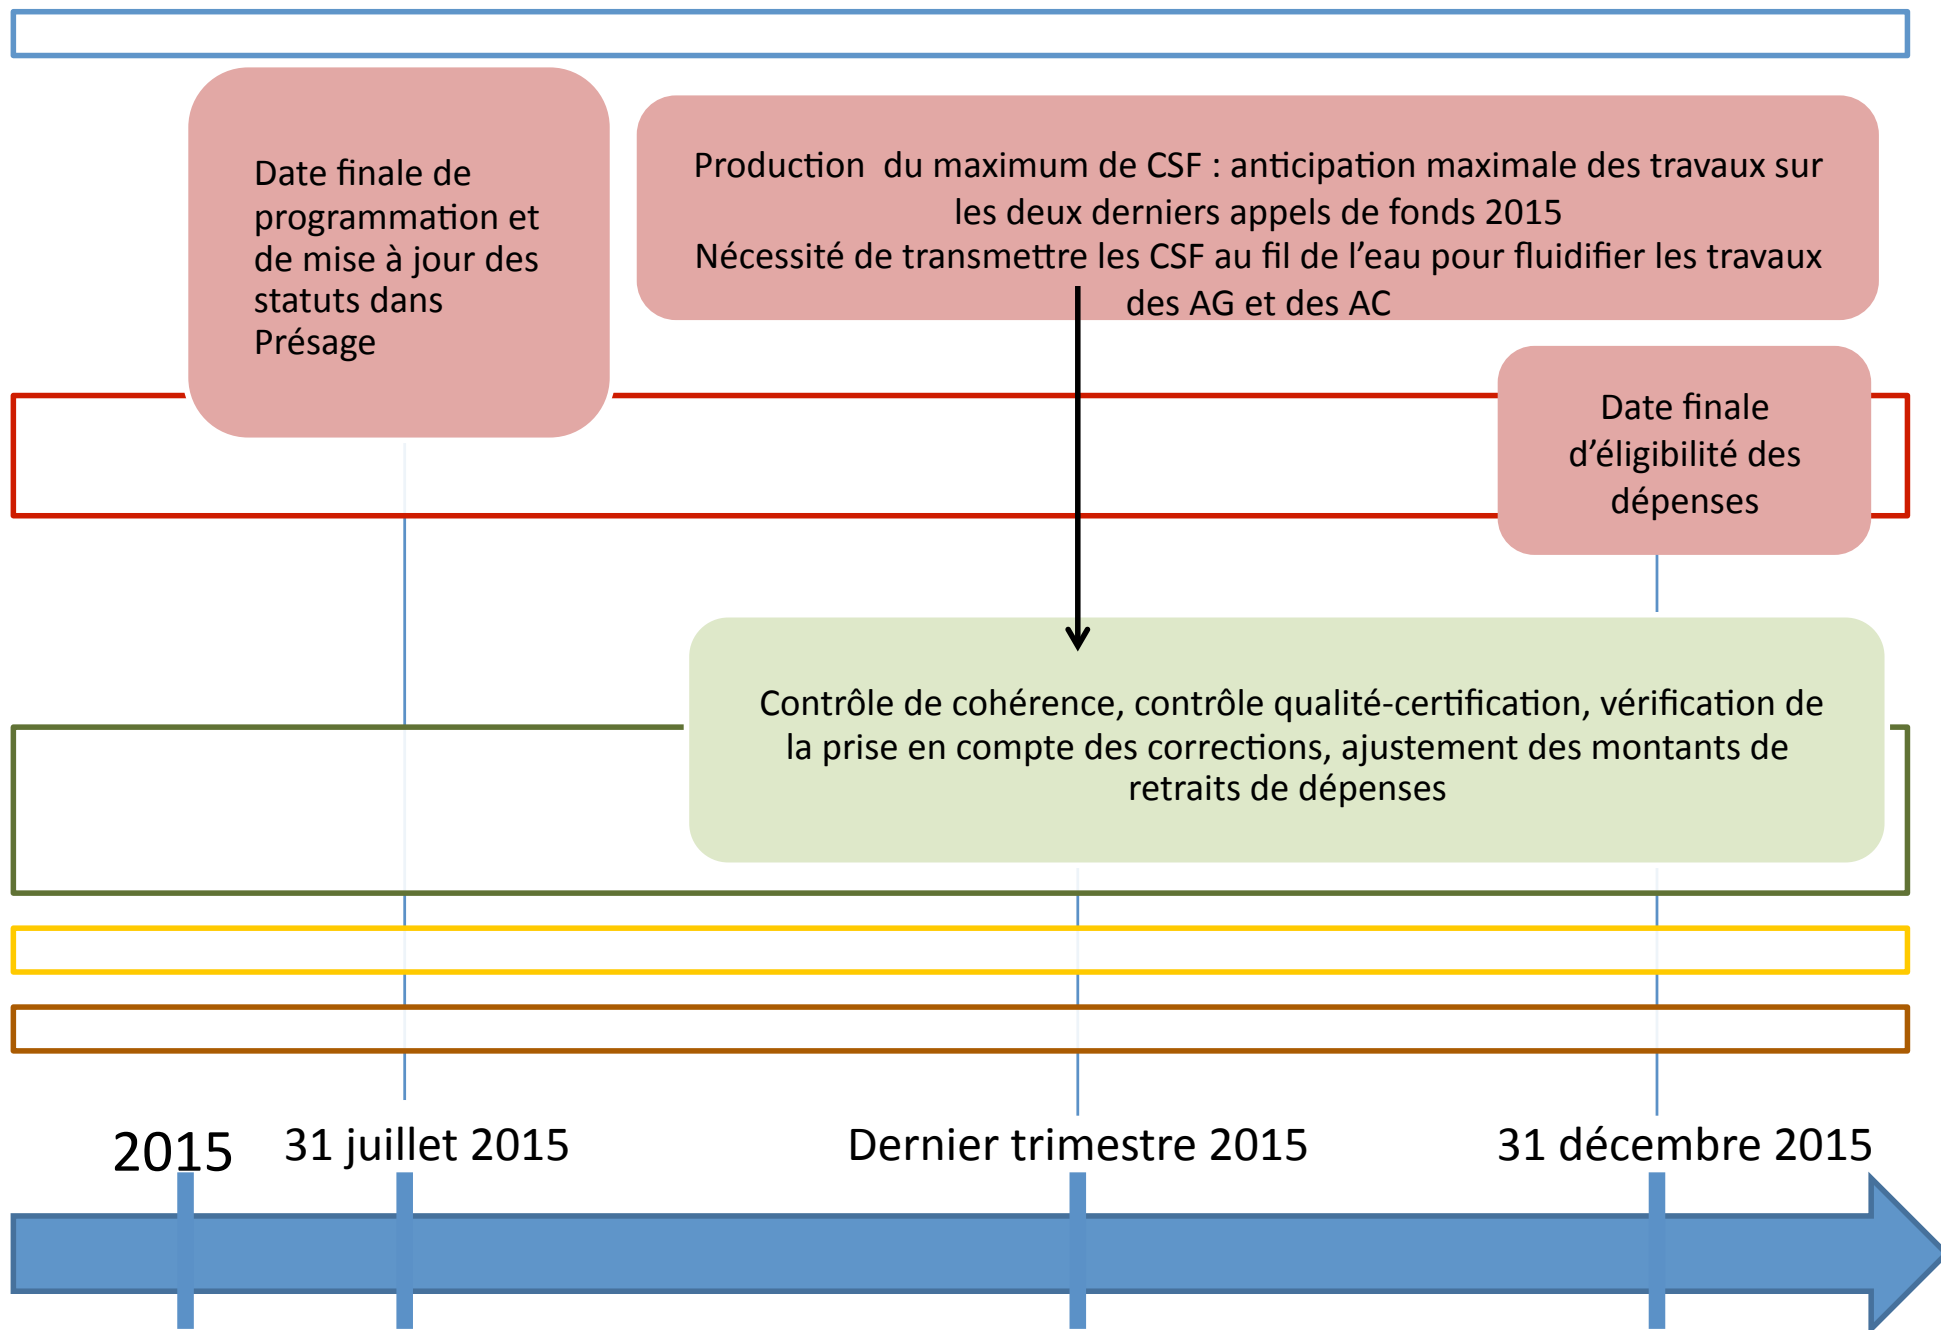 Date finale de
programmation et
de mise à jour des
statuts dans
Présage
Production  du maximum de CSF : anticipation maximale des travaux sur
les deux derniers appels de fonds 2015
Nécessité de transmettre les CSF au fil de l’eau pour fluidifier les travaux
des AG et des AC
Date finale
d’éligibilité des
dépenses
Contrôle de cohérence, contrôle qualité-certification, vérification de
la prise en compte des corrections, ajustement des montants de
retraits de dépenses
2015
31 juillet 2015
Dernier trimestre 2015
31 décembre 2015